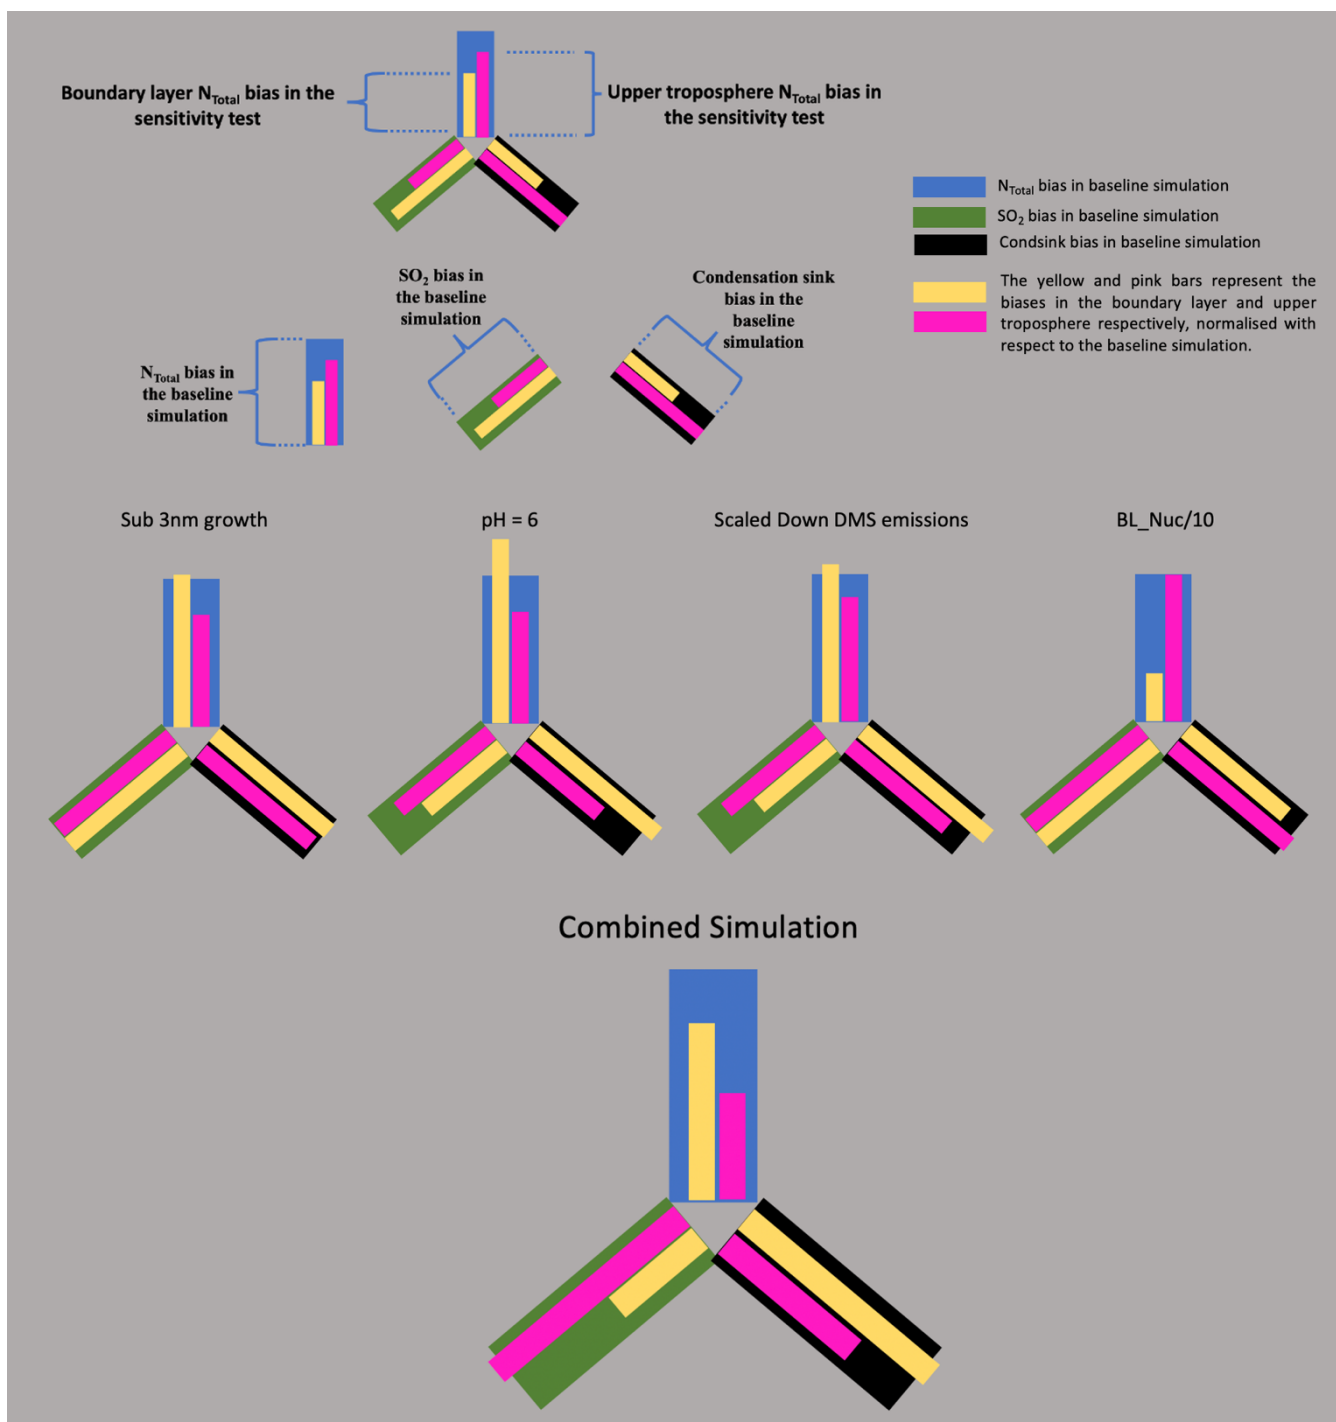 Boundary layer N_Total bias in the
sensitivity test
Upper troposphere N_Total bias in
the sensitivity test
N_Total bias in baseline simulation
SO₂ bias in baseline simulation
Condsink bias in baseline simulation
The yellow and pink bars represent the
biases in the boundary layer and upper
troposphere respectively, normalised with
respect to the baseline simulation.
SO₂ bias in
the baseline
simulation
Condensation sink
bias in the
baseline
simulation
N_Total bias in
the baseline
simulation
Sub 3nm growth
pH = 6
Scaled Down DMS emissions
BL_Nuc/10
Combined Simulation